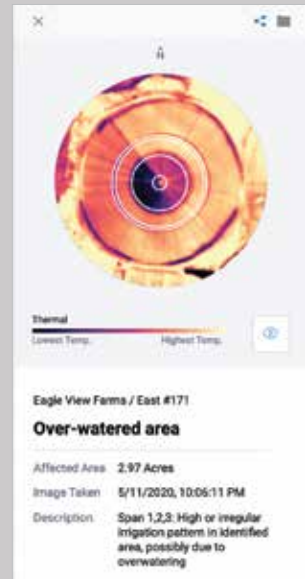 Thermal
Lowest Temp. Highest Temp.
Eagle View Farms / East #171
Over-watered area
Affected Area 2.97 Acres
Image Taken 5/11/2020, 10:06:11 PM
Description Span 1,2,3: High or irregular
irrigation pattern in identified
area, possibly due to
overwatering